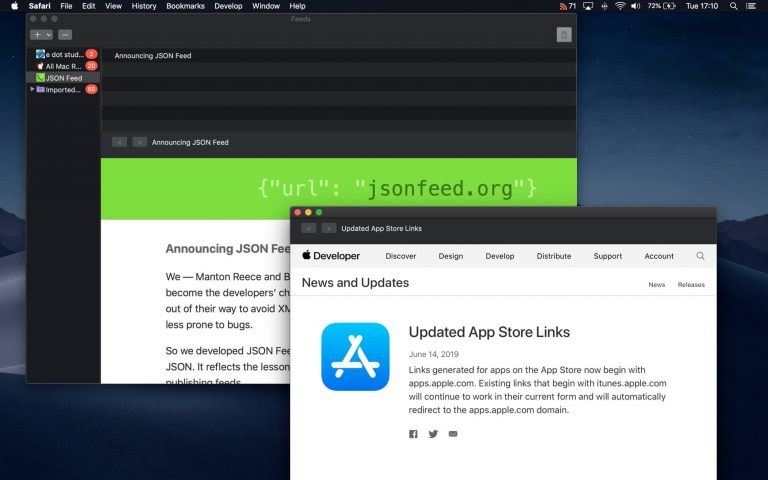 Safari File Edit View History Bookmarks Develop Window Help 71 72% Tue 17:10
Feeds
e dot stud... 2
All Mac R... 20
JSON Feed
Imported... 50
Announcing JSON Feed
< > Announcing JSON Feed
{"url": "jsonfeed.org"}
Announcing JSON Fee
We — Manton Reece and B
become the developers’ ch
out of their way to avoid XM
less prone to bugs.
So we developed JSON Fee
JSON. It reflects the lesson
publishing feeds.
< > Updated App Store Links
Developer Discover Design Develop Distribute Support Account
News and Updates News Releases
Updated App Store Links
June 14, 2019
Links generated for apps on the App Store now begin with
apps.apple.com. Existing links that begin with itunes.apple.com
will continue to work in their current form and will automatically
redirect to the apps.apple.com domain.